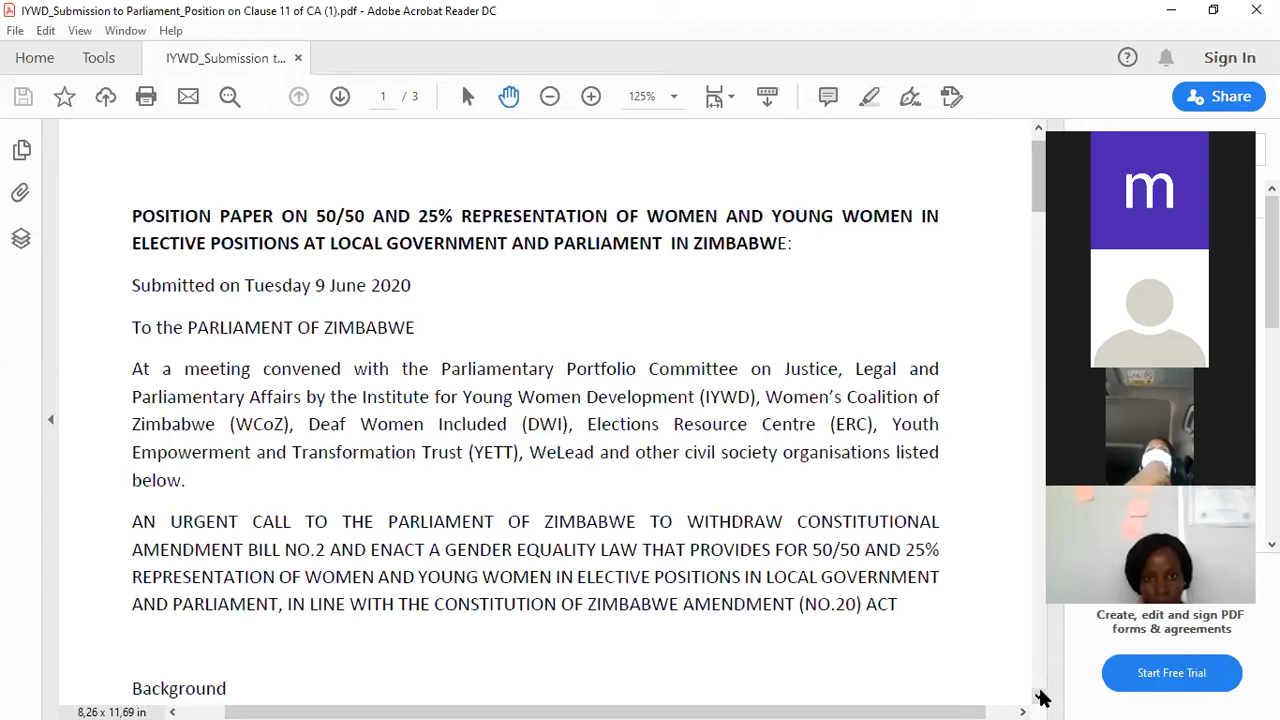 IYWD_Submission to Parliament_Position on Clause 11 of CA (1).pdf - Adobe Acrobat Reader DC
File Edit View Window Help
Home Tools IYWD_Submission t... × Sign In
1 / 3 125% Share
POSITION PAPER ON 50/50 AND 25% REPRESENTATION OF WOMEN AND YOUNG WOMEN IN
ELECTIVE POSITIONS AT LOCAL GOVERNMENT AND PARLIAMENT IN ZIMBABWE:
Submitted on Tuesday 9 June 2020
To the PARLIAMENT OF ZIMBABWE
At a meeting convened with the Parliamentary Portfolio Committee on Justice, Legal and
Parliamentary Affairs by the Institute for Young Women Development (IYWD), Women’s Coalition of
Zimbabwe (WCoZ), Deaf Women Included (DWI), Elections Resource Centre (ERC), Youth
Empowerment and Transformation Trust (YETT), WeLead and other civil society organisations listed
below.
AN URGENT CALL TO THE PARLIAMENT OF ZIMBABWE TO WITHDRAW CONSTITUTIONAL
AMENDMENT BILL NO.2 AND ENACT A GENDER EQUALITY LAW THAT PROVIDES FOR 50/50 AND 25%
REPRESENTATION OF WOMEN AND YOUNG WOMEN IN ELECTIVE POSITIONS IN LOCAL GOVERNMENT
AND PARLIAMENT, IN LINE WITH THE CONSTITUTION OF ZIMBABWE AMENDMENT (NO.20) ACT
Background
8,26 x 11,69 in
m
Create, edit and sign PDF
forms & agreements
Start Free Trial